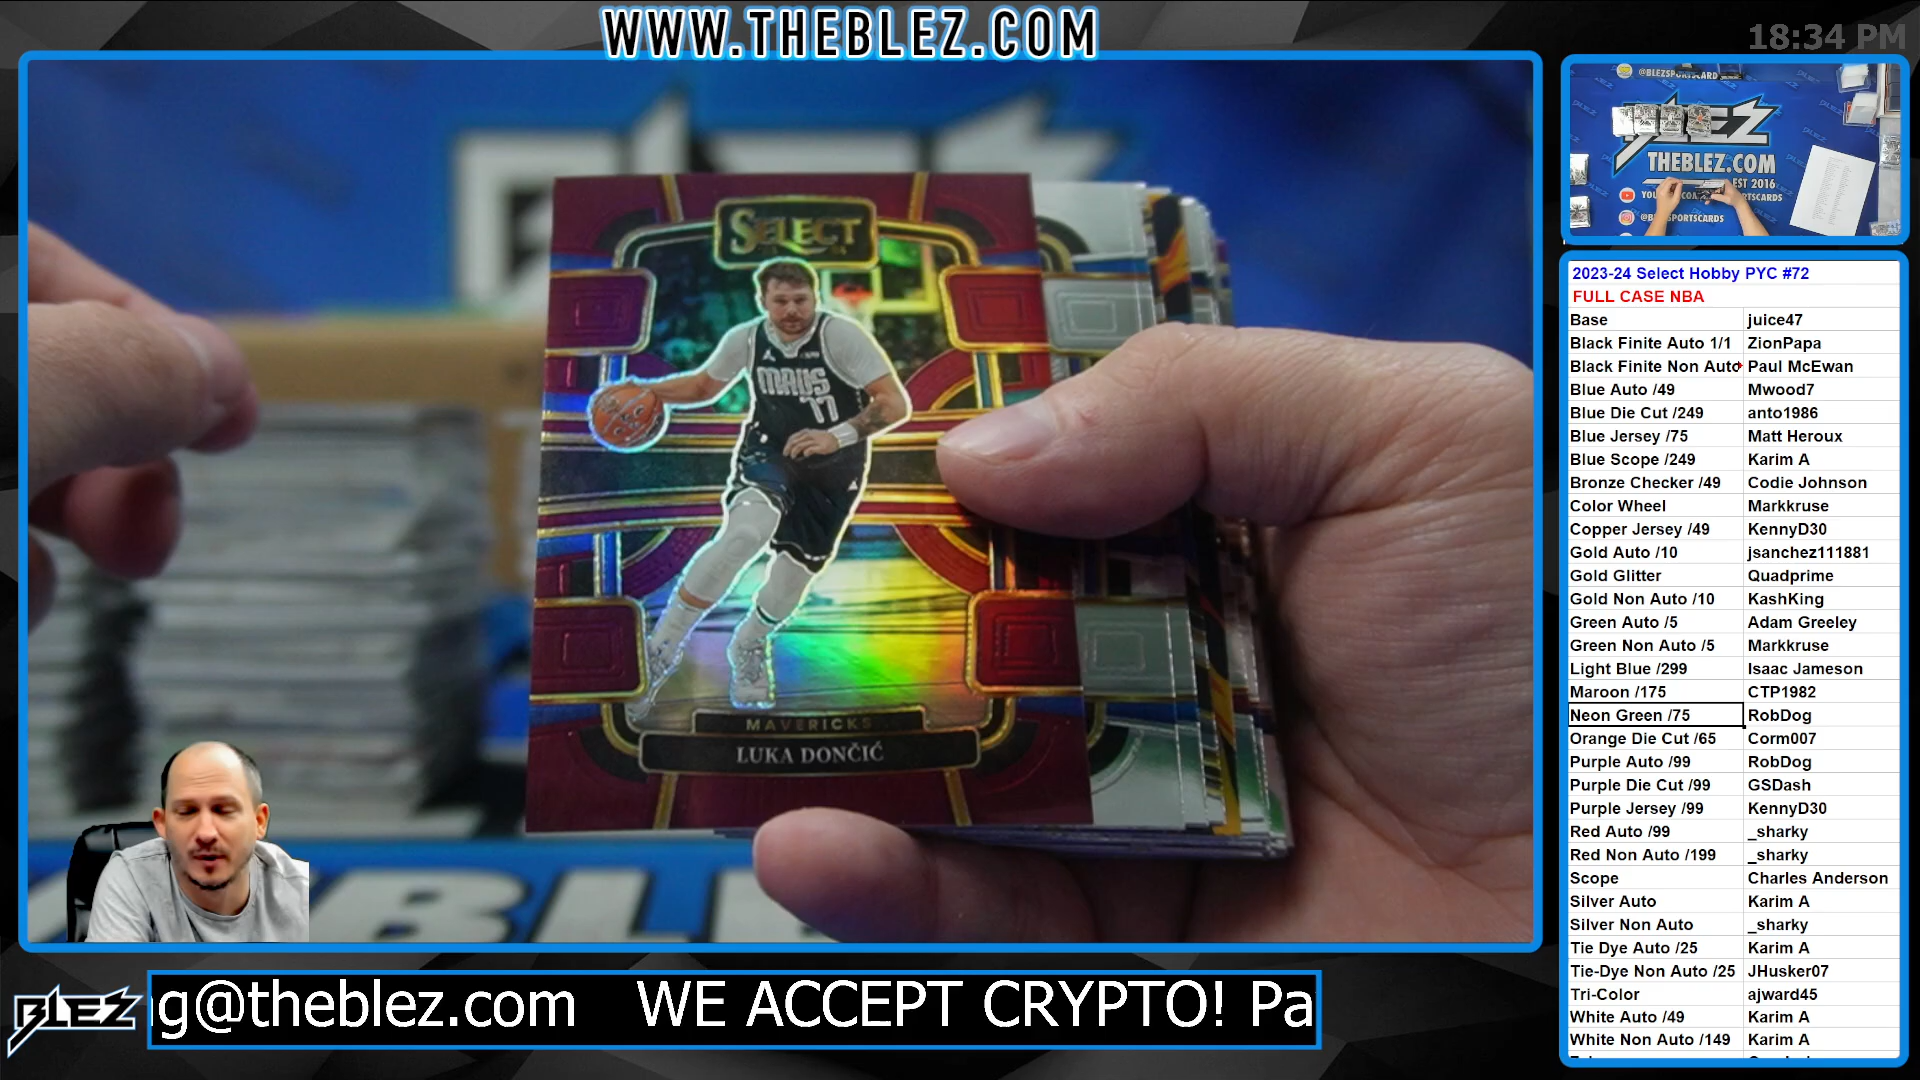 WWW.THEBLEZ.COM
18:34 PM
SELECT
MAVS
77
MAVERICKS
LUKA DONČIĆ
@BLEZSPORTSCARD
BLEZ
THEBLEZ.COM
EST 2016
@BLEZSPORTSCARDS
2023-24 Select Hobby PYC #72
FULL CASE NBA
Base juice47
Black Finite Auto 1/1 ZionPapa
Black Finite Non Auto Paul McEwan
Blue Auto /49 Mwood7
Blue Die Cut /249 anto1986
Blue Jersey /75 Matt Heroux
Blue Scope /249 Karim A
Bronze Checker /49 Codie Johnson
Color Wheel Markkruse
Copper Jersey /49 KennyD30
Gold Auto /10 jsanchez111881
Gold Glitter Quadprime
Gold Non Auto /10 KashKing
Green Auto /5 Adam Greeley
Green Non Auto /5 Markkruse
Light Blue /299 Isaac Jameson
Maroon /175 CTP1982
Neon Green /75 RobDog
Orange Die Cut /65 Corm007
Purple Auto /99 RobDog
Purple Die Cut /99 GSDash
Purple Jersey /99 KennyD30
Red Auto /99 _sharky
Red Non Auto /199 _sharky
Scope Charles Anderson
Silver Auto Karim A
Silver Non Auto _sharky
Tie Dye Auto /25 Karim A
Tie-Dye Non Auto /25 JHusker07
Tri-Color ajward45
White Auto /49 Karim A
White Non Auto /149 Karim A
BLEZ
g@theblez.com WE ACCEPT CRYPTO! Pa